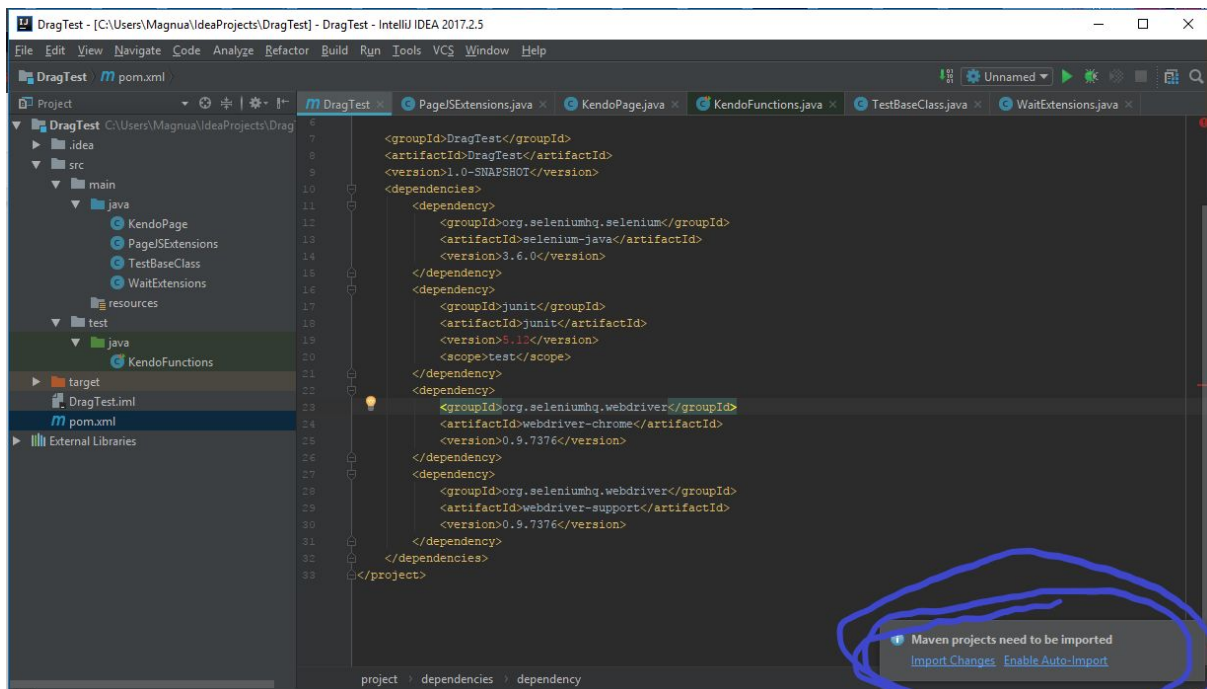 DragTest - [C:\Users\Magnua\IdeaProjects\DragTest] - DragTest - IntelliJ IDEA 2017.2.5
File Edit View Navigate Code Analyze Refactor Build Run Tools VCS Window Help
DragTest pom.xml
Unnamed
Project
DragTest PageJSExtensions.java KendoPage.java KendoFunctions.java TestBaseClass.java WaitExtensions.java
DragTest C:\Users\Magnua\IdeaProjects\Drag
.idea
src
main
java
KendoPage
PageJSExtensions
TestBaseClass
WaitExtensions
resources
test
java
KendoFunctions
target
DragTest.iml
pom.xml
External Libraries
6
7 <groupId>DragTest</groupId>
8 <artifactId>DragTest</artifactId>
9 <version>1.0-SNAPSHOT</version>
10 <dependencies>
11 <dependency>
12 <groupId>org.seleniumhq.selenium</groupId>
13 <artifactId>selenium-java</artifactId>
14 <version>3.6.0</version>
15 </dependency>
16 <dependency>
17 <groupId>junit</groupId>
18 <artifactId>junit</artifactId>
19 <version>5.12</version>
20 <scope>test</scope>
21 </dependency>
22 <dependency>
23 <groupId>org.seleniumhq.webdriver</groupId>
24 <artifactId>webdriver-chrome</artifactId>
25 <version>0.9.7376</version>
26 </dependency>
27 <dependency>
28 <groupId>org.seleniumhq.webdriver</groupId>
29 <artifactId>webdriver-support</artifactId>
30 <version>0.9.7376</version>
31 </dependency>
32 </dependencies>
33 </project>
Maven projects need to be imported
Import Changes Enable Auto-Import
project dependencies dependency